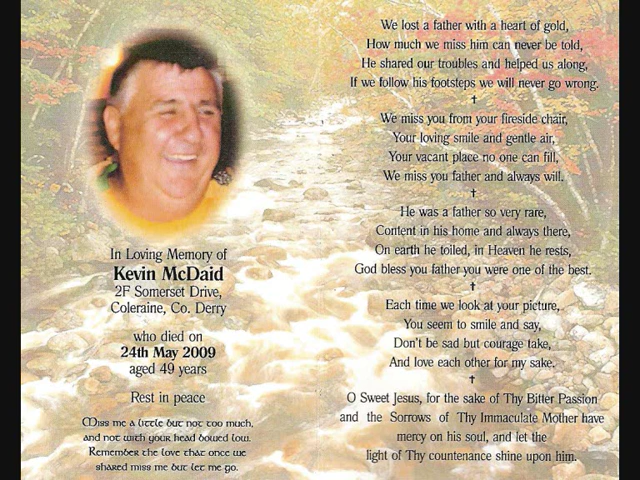 In Loving Memory of
Kevin McDaid
2F Somerset Drive,
Coleraine, Co. Derry
who died on
24th May 2009
aged 49 years
Rest in peace
Miss me a little but not too much,
and not with your head bowed low.
Remember the love that once we
shared miss me but let me go.
We lost a father with a heart of gold,
How much we miss him can never be told,
He shared our troubles and helped us along,
If we follow his footsteps we will never go wrong.
✝
We miss you from your fireside chair,
Your loving smile and gentle air,
Your vacant place no one can fill,
We miss you father and always will.
✝
He was a father so very rare,
Content in his home and always there,
On earth he toiled, in Heaven he rests,
God bless you father you were one of the best.
✝
Each time we look at your picture,
You seem to smile and say,
Don't be sad but courage take,
And love each other for my sake.
✝
O Sweet Jesus, for the sake of Thy Bitter Passion
and the Sorrows of Thy Immaculate Mother have
mercy on his soul, and let the
light of Thy countenance shine upon him.